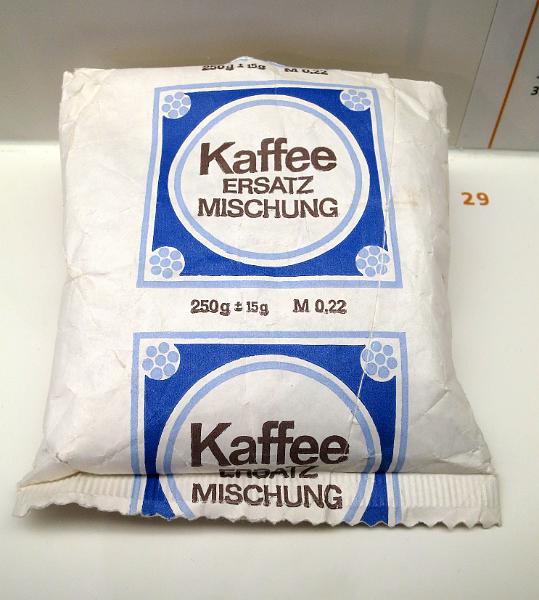 250g ± 15g M 0,22
Kaffee
ERSATZ
MISCHUNG
29
250g ± 15g M 0,22
Kaffee
ERSATZ
MISCHUNG